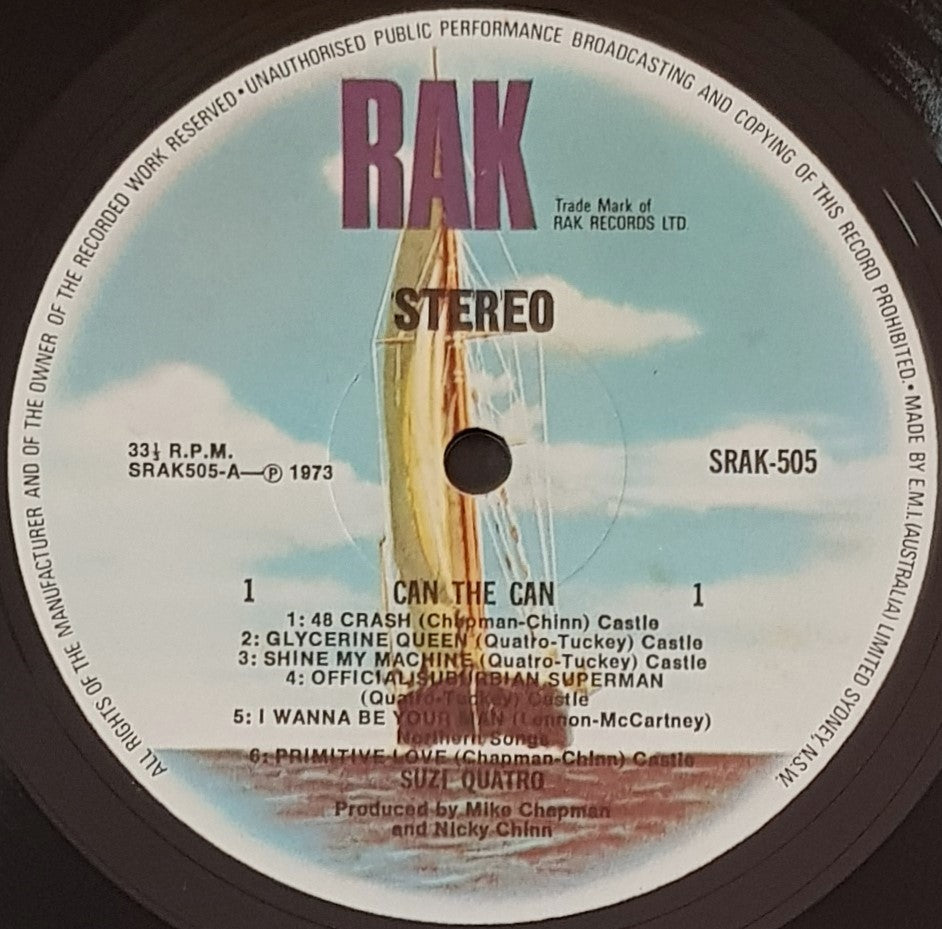 ALL RIGHTS OF THE MANUFACTURER AND OF THE OWNER OF THE RECORDED WORK RESERVED • UNAUTHORISED PUBLIC PERFORMANCE BROADCASTING AND COPYING OF THIS RECORD PROHIBITED. • MADE BY E.M.I. (AUSTRALIA) LIMITED SYDNEY, N.S.W.
RAK
Trade Mark of
RAK RECORDS LTD.
STEREO
33⅓ R.P.M.
SRAK505-A—Ⓟ 1973
SRAK-505
1 CAN THE CAN 1
1: 48 CRASH (Chapman-Chinn) Castle
2: GLYCERINE QUEEN (Quatro-Tuckey) Castle
3: SHINE MY MACHINE (Quatro-Tuckey) Castle
4: OFFICIAL SUBURBIAN SUPERMAN
(Quatro-Tuckey) Castle
5: I WANNA BE YOUR MAN (Lennon-McCartney)
Northern Songs
6: PRIMITIVE LOVE (Chapman-Chinn) Castle
SUZI QUATRO
Produced by Mike Chapman
and Nicky Chinn